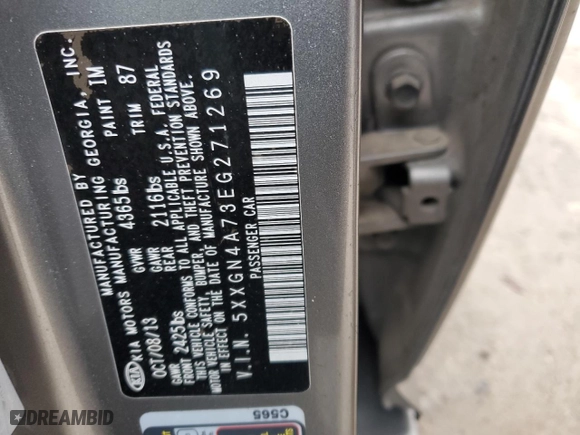 KIA
MANUFACTURED BY
KIA MOTORS MANUFACTURING GEORGIA, INC.
OCT/08/13 GVWR 4365lbs PAINT IM
GAWR FRONT 2425lbs GAWR REAR 2116lbs TRIM 87
THIS VEHICLE CONFORMS TO ALL APPLICABLE U.S.A. FEDERAL
MOTOR VEHICLE SAFETY, BUMPER, AND THEFT PREVENTION STANDARDS
IN EFFECT ON THE DATE OF MANUFACTURE SHOWN ABOVE.
V.I.N. 5XXGN4A73EG271269
PASSENGER CAR
C565
DREAMBID